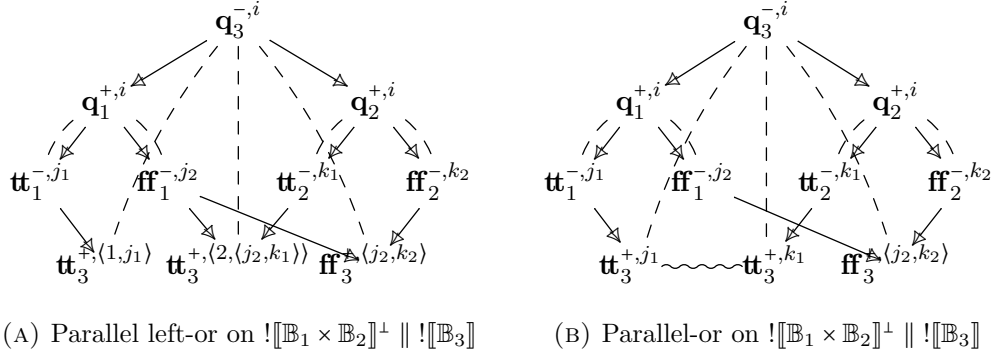 q₃^{−,i} q₃^{−,i}
q₁^{+,i} q₂^{+,i} q₁^{+,i} q₂^{+,i}
tt₁^{−,j₁} ff₁^{−,j₂} tt₂^{−,k₁} ff₂^{−,k₂} tt₁^{−,j₁} ff₁^{−,j₂} tt₂^{−,k₁} ff₂^{−,k₂}
tt₃^{+,⟨1,j₁⟩} tt₃^{+,⟨2,⟨j₂,k₁⟩⟩} ff₃^{+,⟨j₂,k₂⟩} tt₃^{+,j₁} tt₃^{+,k₁} ff₃^{+,⟨j₂,k₂⟩}
(A) Parallel left-or on !⟦𝔹₁ × 𝔹₂⟧^⊥ ∥ !⟦𝔹₃⟧ (B) Parallel-or on !⟦𝔹₁ × 𝔹₂⟧^⊥ ∥ !⟦𝔹₃⟧